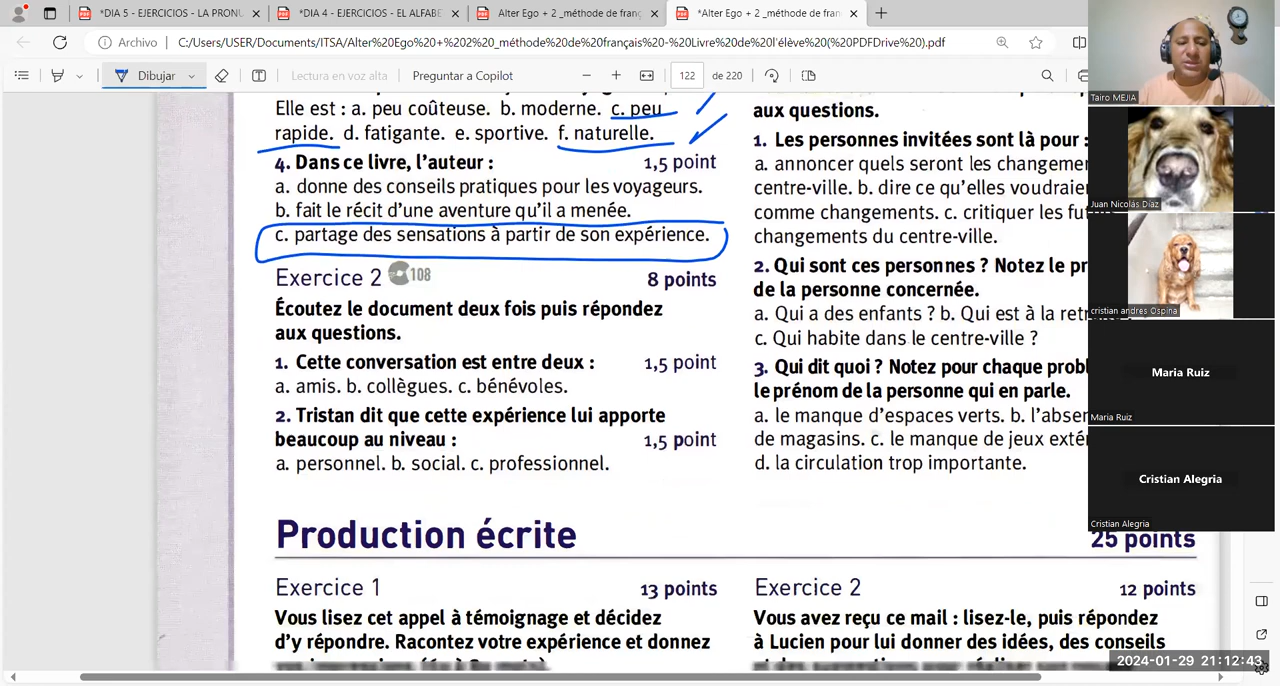 *DIA 5 - EJERCICIOS - LA PRONU
*DIA 4 - EJERCICIOS - EL ALFABE
Alter Ego + 2 _méthode de franç
*Alter Ego + 2 _méthode de fran
Archivo
C:/Users/USER/Documents/ITSA/Alter%20Ego%20+%202%20_méthode%20de%20français%20-%20Livre%20de%20l'élève%20(%20PDFDrive%20).pdf
Dibujar
Lectura en voz alta
Preguntar a Copilot
122
de 220
Elle est : a. peu coûteuse. b. moderne. c. peu
rapide. d. fatigante. e. sportive. f. naturelle.
4. Dans ce livre, l'auteur :
1,5 point
a. donne des conseils pratiques pour les voyageurs.
b. fait le récit d'une aventure qu'il a menée.
c. partage des sensations à partir de son expérience.
Exercice 2
108
8 points
Écoutez le document deux fois puis répondez
aux questions.
1. Cette conversation est entre deux :
1,5 point
a. amis. b. collègues. c. bénévoles.
2. Tristan dit que cette expérience lui apporte
beaucoup au niveau :
1,5 point
a. personnel. b. social. c. professionnel.
aux questions.
1. Les personnes invitées sont là pour :
a. annoncer quels seront les changemen
centre-ville. b. dire ce qu'elles voudraie
comme changements. c. critiquer les fu
changements du centre-ville.
2. Qui sont ces personnes ? Notez le pr
de la personne concernée.
a. Qui a des enfants ? b. Qui est à la ret
c. Qui habite dans le centre-ville ?
3. Qui dit quoi ? Notez pour chaque probl
le prénom de la personne qui en parle.
a. le manque d'espaces verts. b. l'abse
de magasins. c. le manque de jeux exté
d. la circulation trop importante.
Production écrite
25 points
Exercice 1
13 points
Vous lisez cet appel à témoignage et décidez
d'y répondre. Racontez votre expérience et donnez
Exercice 2
12 points
Vous avez reçu ce mail : lisez-le, puis répondez
à Lucien pour lui donner des idées, des conseils
Tairo MEJIA
Juan Nicolás Díaz
cristian andres Ospina
Maria Ruiz
Maria Ruiz
Cristian Alegria
Cristian Alegria
2024-01-29 21:12:43